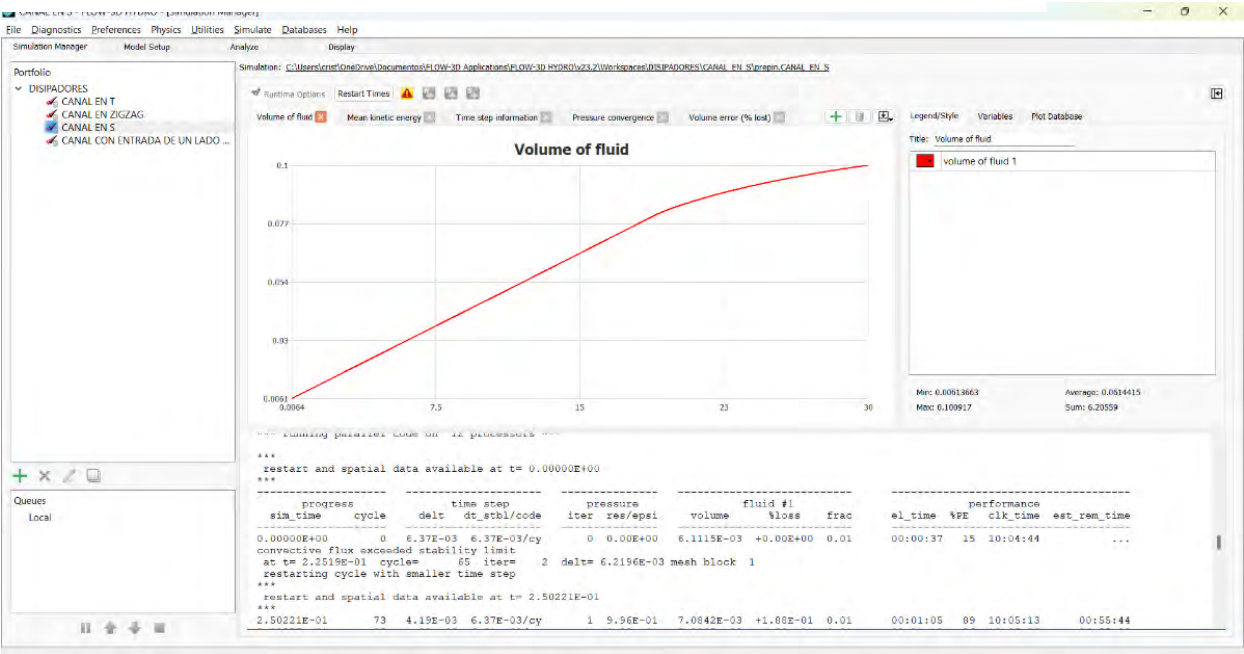 CANAL EN S - FLOW-3D HYDRO - [Simulation Manager]
File Diagnostics Preferences Physics Utilities Simulate Databases Help
Simulation Manager Model Setup Analyze Display
Portfolio
DISIPADORES
CANAL EN T
CANAL EN ZIGZAG
CANAL EN S
CANAL CON ENTRADA DE UN LADO ...
Queues
Local
Simulation: C:\Users\crist\OneDrive\Documentos\FLOW-3D Applications\FLOW-3D HYDRO\v23.2\Workspaces\DISIPADORES\CANAL_EN_S\prepin.CANAL_EN_S
Runtime Options Restart Times
Volume of fluid Mean kinetic energy Time step information Pressure convergence Volume error (% lost)
Volume of fluid
0.1
0.077
0.054
0.03
0.0061
0.0064 7.5 15 23 30
Legend/Style Variables Plot Database
Title: Volume of fluid
volume of fluid 1
Min: 0.00613663 Average: 0.0614415
Max: 0.100917 Sum: 6.20559
*** running parallel code on 12 processors ***
***
restart and spatial data available at t= 0.00000E+00
***
progress time step pressure fluid #1 performance
sim_time cycle delt dt_stbl/code iter res/epsi volume %loss frac el_time %PE clk_time est_rem_time
0.00000E+00 0 6.37E-03 6.37E-03/cy 0 0.00E+00 6.1115E-03 +0.00E+00 0.01 00:00:37 15 10:04:44 ...
convective flux exceeded stability limit
at t= 2.2519E-01 cycle= 65 iter= 2 delt= 6.2196E-03 mesh block 1
restarting cycle with smaller time step
***
restart and spatial data available at t= 2.50221E-01
***
2.50221E-01 73 4.19E-03 6.37E-03/cy 1 9.96E-01 7.0842E-03 +1.88E-01 0.01 00:01:05 89 10:05:13 00:55:44